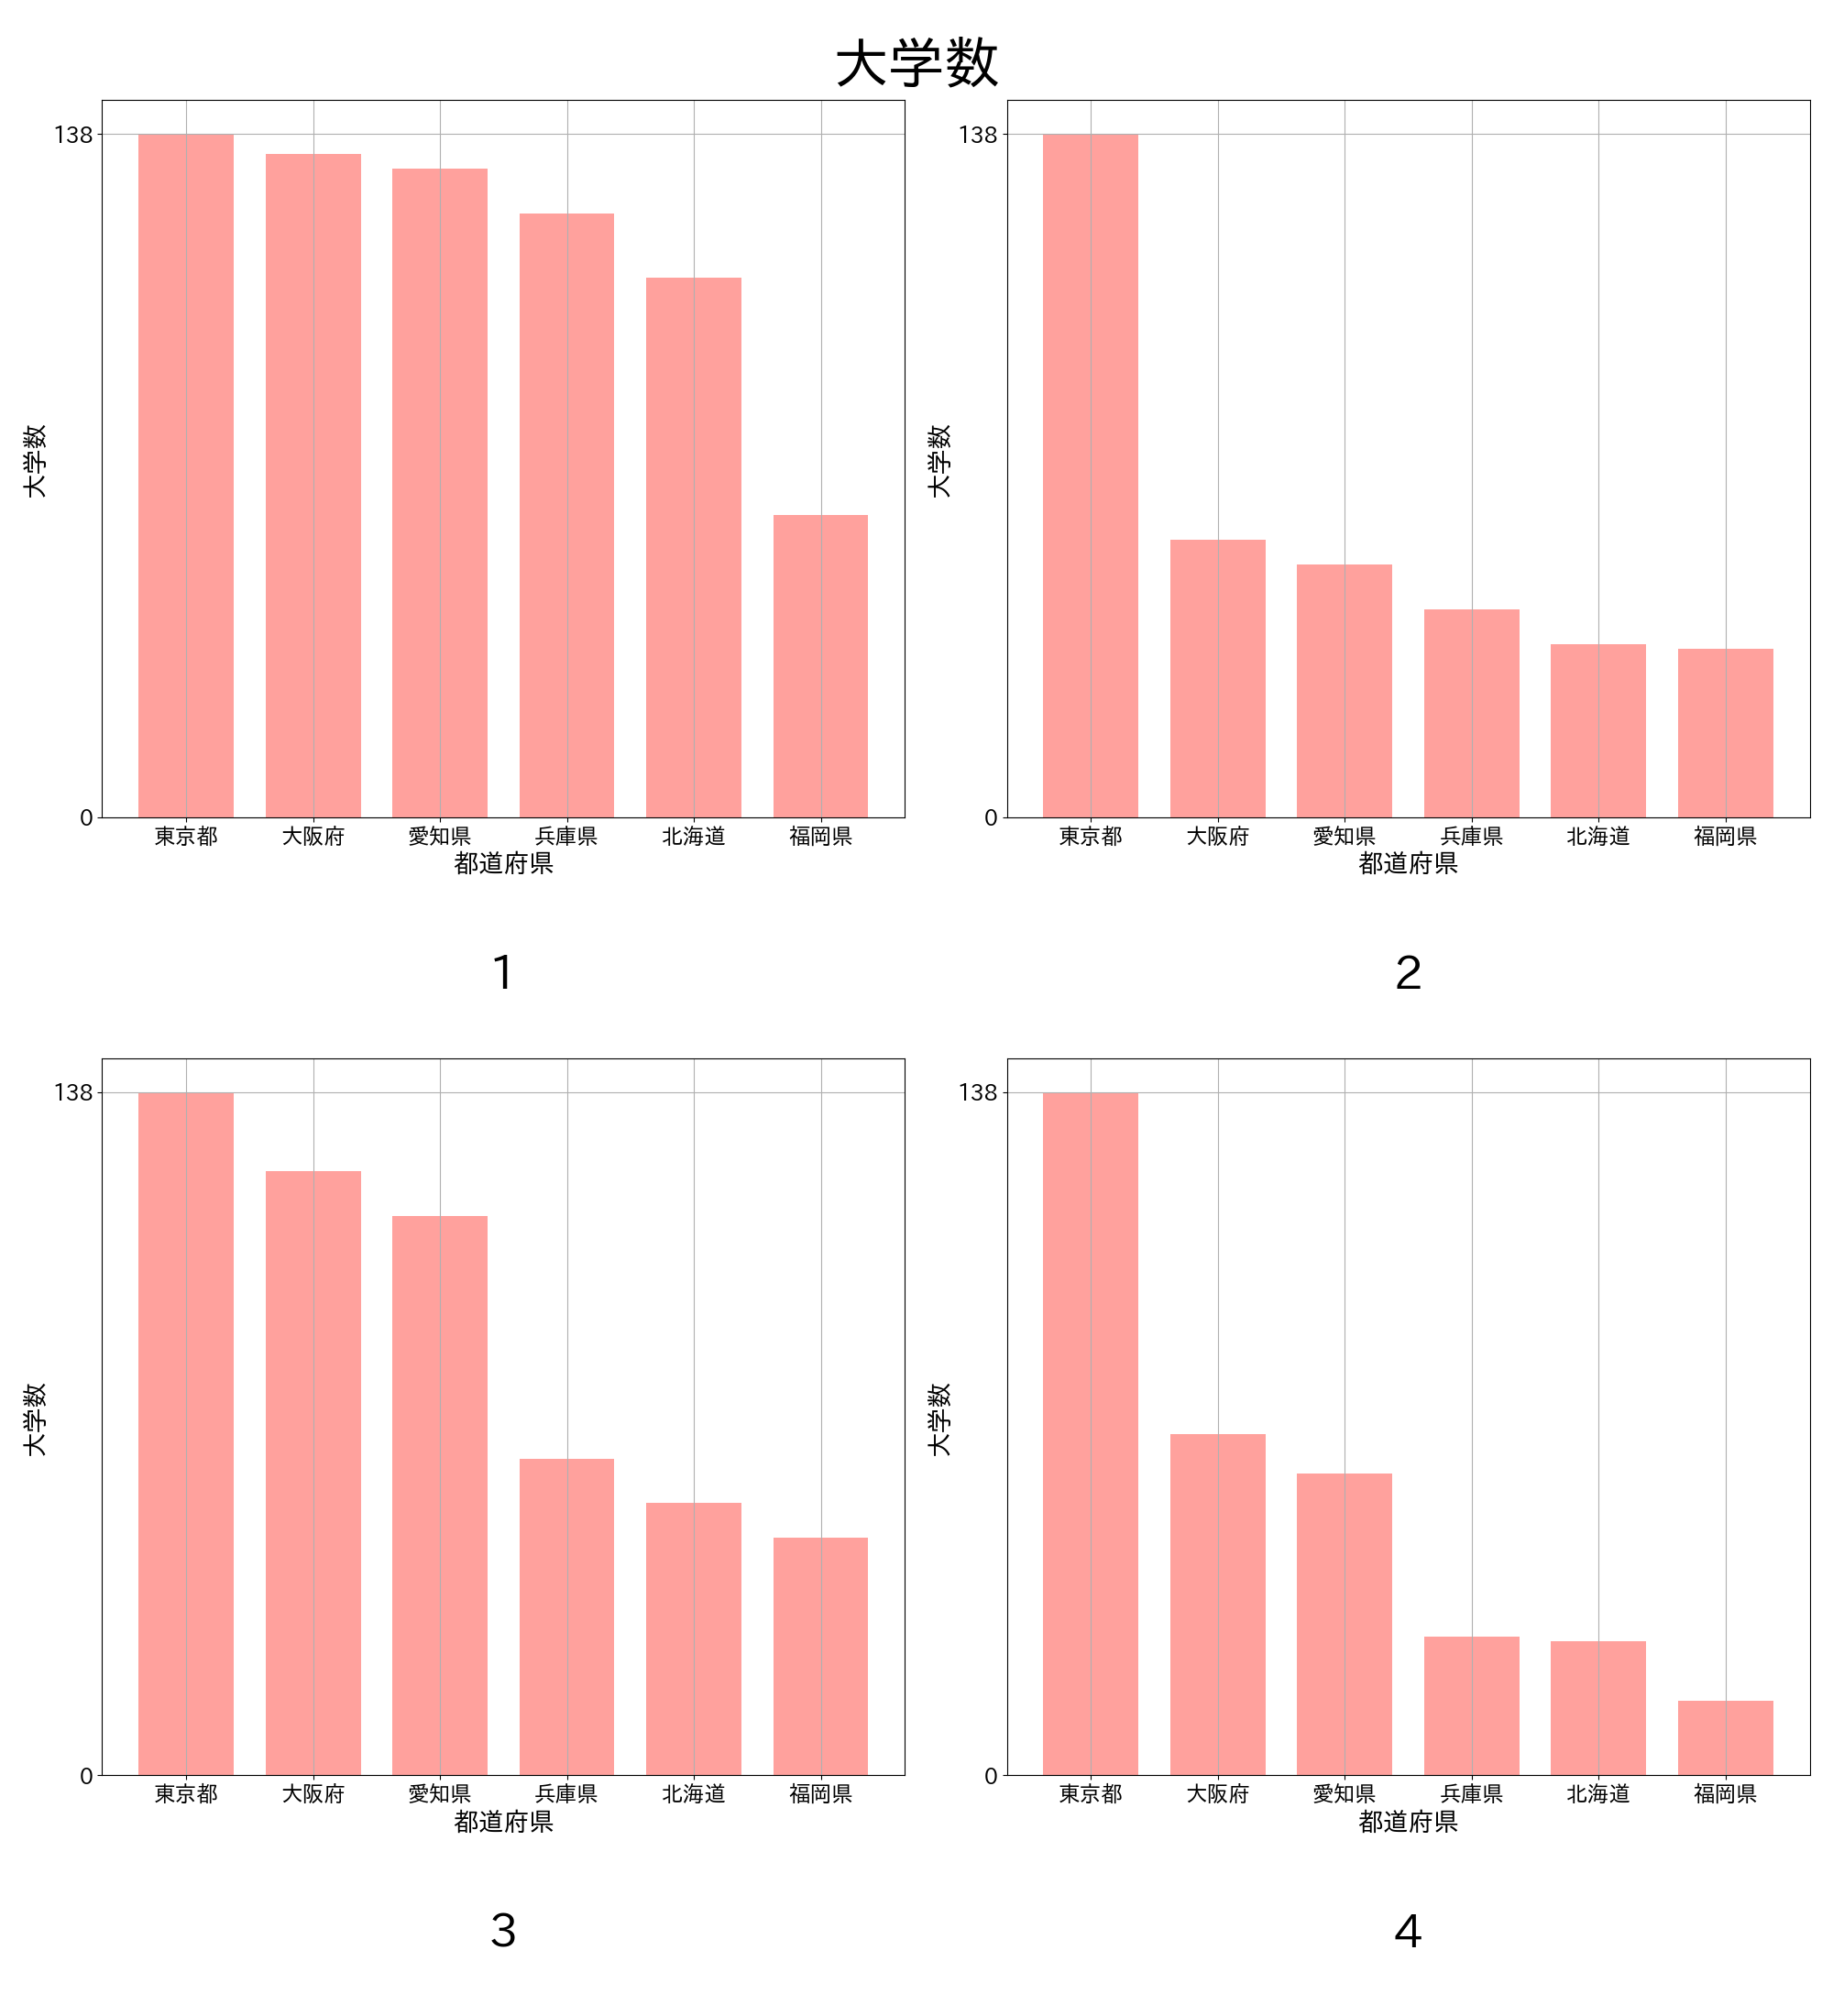 大学数
138
0
大学数
東京都 大阪府 愛知県 兵庫県 北海道 福岡県
都道府県
1
138
0
大学数
東京都 大阪府 愛知県 兵庫県 北海道 福岡県
都道府県
2
138
0
大学数
東京都 大阪府 愛知県 兵庫県 北海道 福岡県
都道府県
3
138
0
大学数
東京都 大阪府 愛知県 兵庫県 北海道 福岡県
都道府県
4